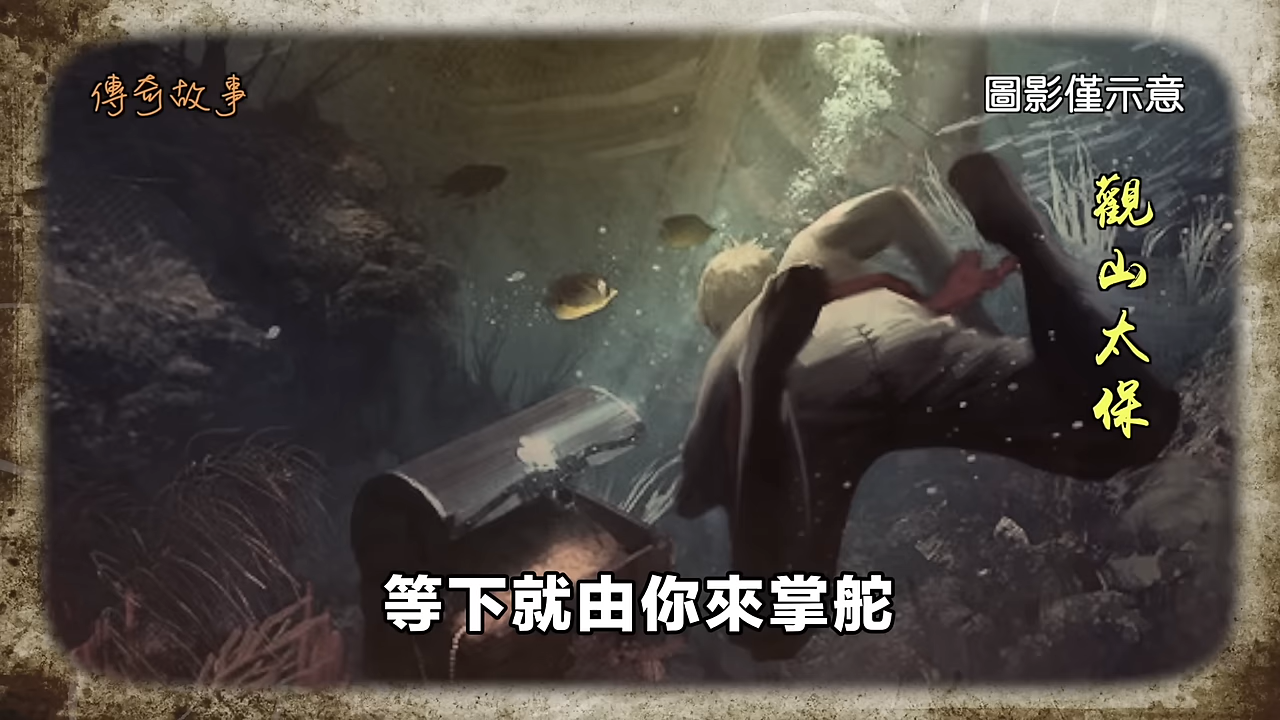 傳奇故事
圖影僅示意
觀山太保
等下就由你來掌舵